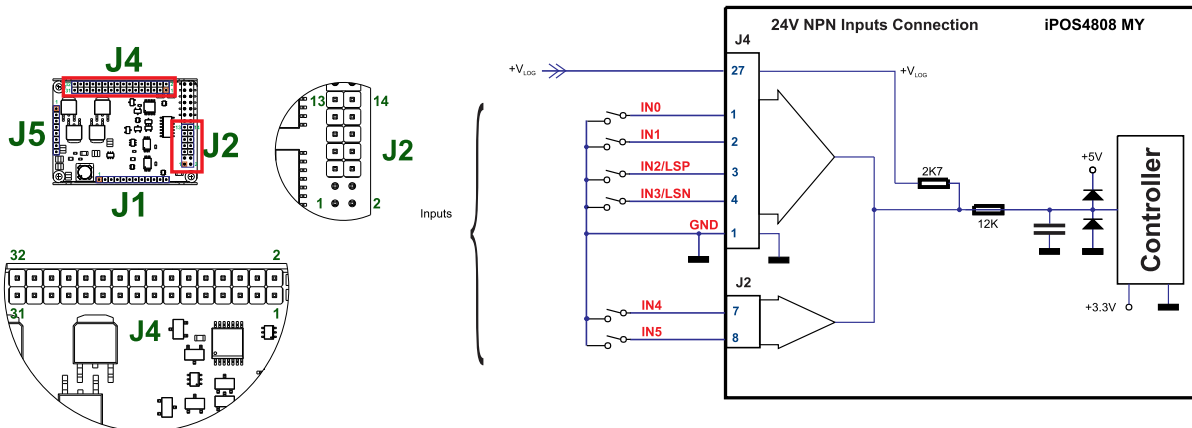 24V NPN Inputs Connection
iPOS4808 MY
J4
J5
J2
J1
13
14
J2
1
2
32
2
31
1
J4
Inputs
J4
+VLOG
27
+VLOG
IN0
1
IN1
2
IN2/LSP
3
IN3/LSN
4
GND
1
2K7
12K
+5V
Controller
+3.3V
J2
IN4
7
IN5
8